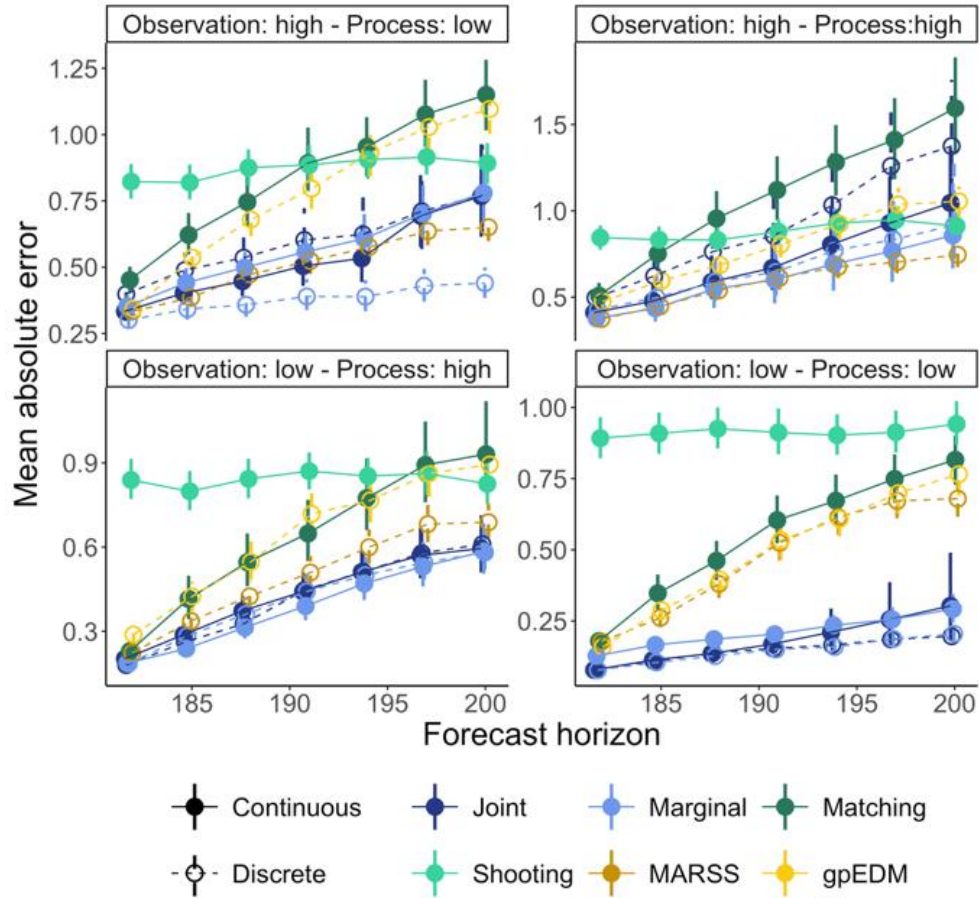 Observation: high - Process: low
Observation: high - Process:high
Mean absolute error
1.25
1.00
0.75
0.50
0.25
1.5
1.0
0.5
Observation: low - Process: high
Observation: low - Process: low
0.9
0.6
0.3
1.00
0.75
0.50
0.25
185 190 195 200
185 190 195 200
Forecast horizon
Continuous Joint Marginal Matching
Discrete Shooting MARSS gpEDM